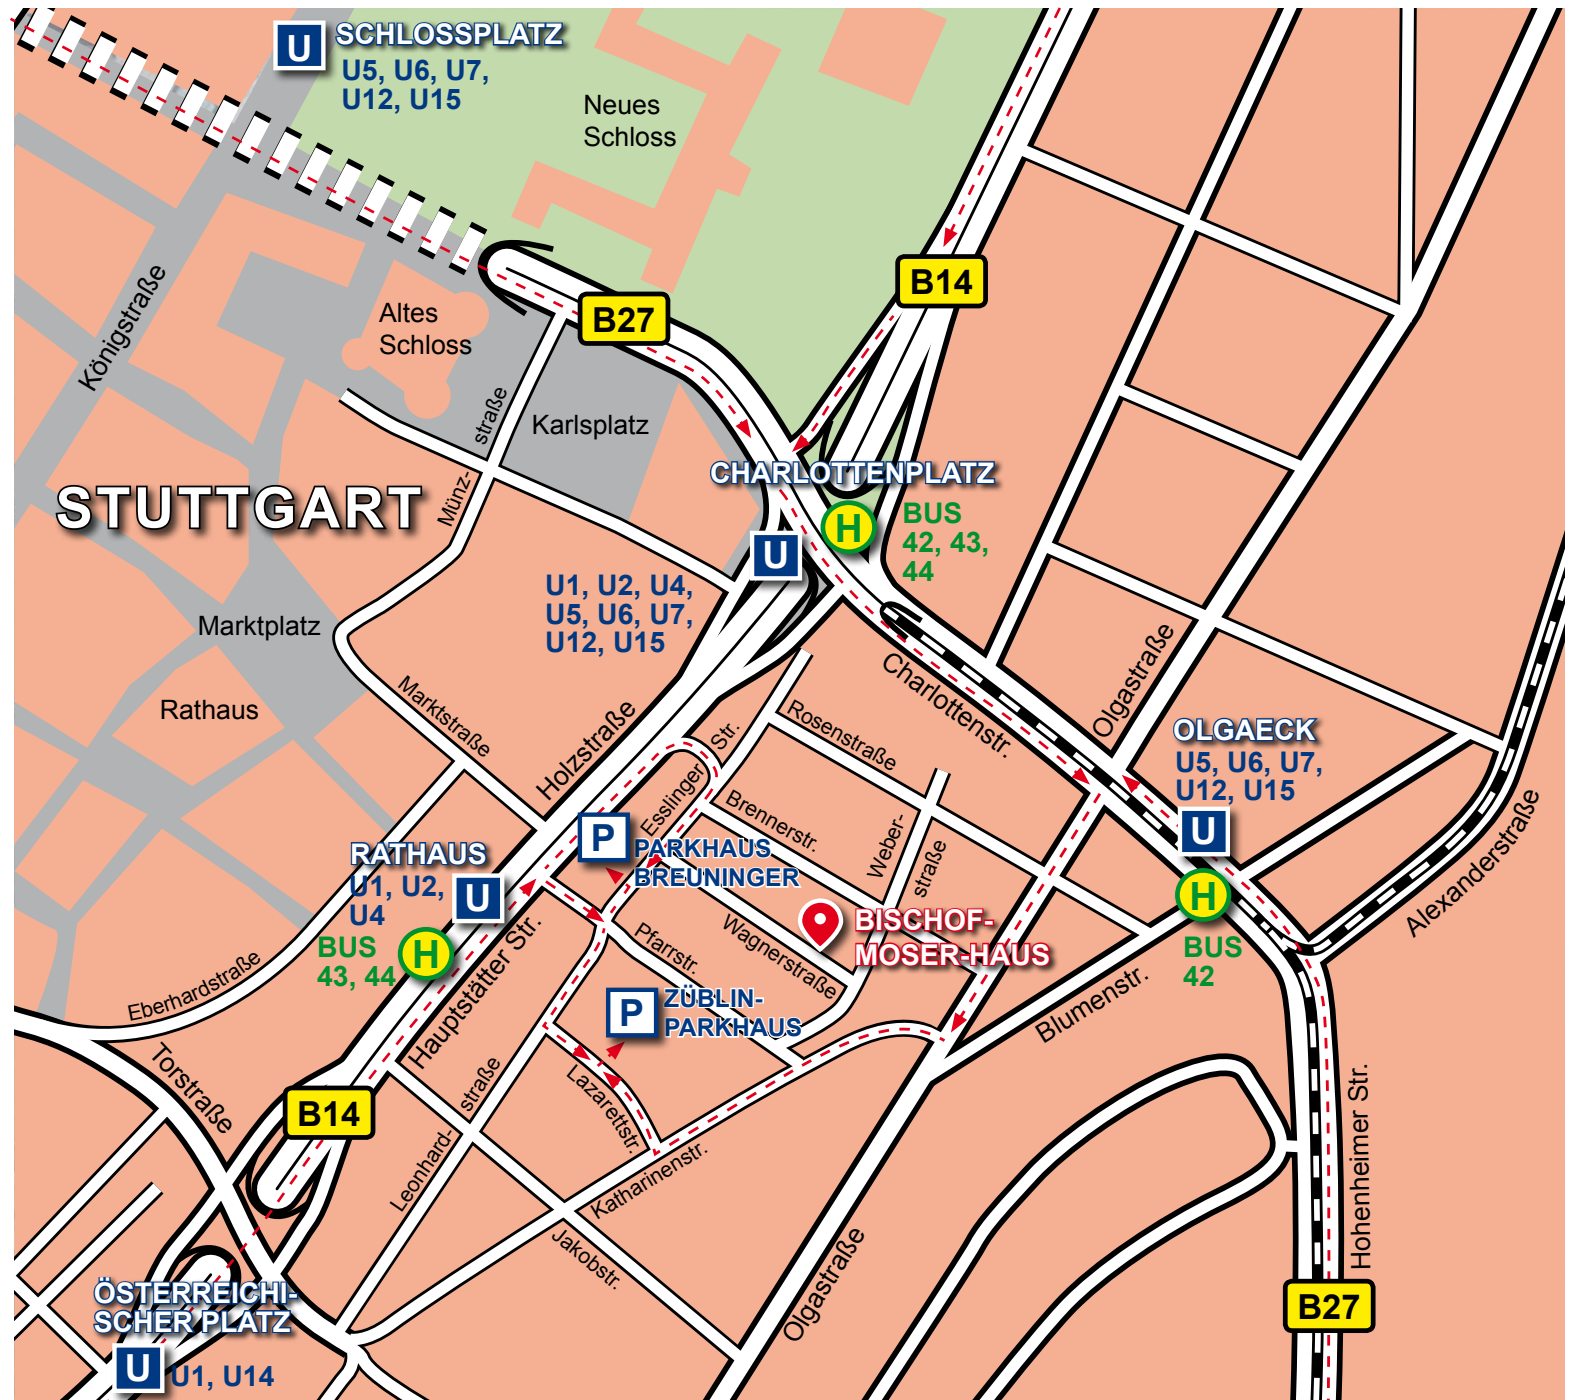 U
SCHLOSSPLATZ
U5, U6, U7,
U12, U15
Neues
Schloss
B14
B27
Königstraße
Altes
Schloss
Münz-
straße
Karlsplatz
STUTTGART
CHARLOTTENPLATZ
H
BUS
42, 43,
44
U
U1, U2, U4,
U5, U6, U7,
U12, U15
Marktplatz
Rathaus
Marktstraße
Holzstraße
Charlottenstr.
Olgastraße
OLGAECK
U5, U6, U7,
U12, U15
U
H
BUS
42
Alexanderstraße
Rosenstraße
Esslinger Str.
Brennerstr.
Weber-
straße
P
PARKHAUS
BREUNINGER
RATHAUS
U1, U2,
U4
U
BUS
43, 44
H
Hauptstätter Str.
Eberhardstraße
Pfarrstr.
Wagnerstraße
BISCHOF-
MOSER-HAUS
P
ZÜBLIN-
PARKHAUS
Blumenstr.
Torstraße
B14
Leonhard-
straße
Lazarettstr.
Katharinenstr.
Jakobstr.
Olgastraße
Hohenheimer Str.
B27
ÖSTERREICHI-
SCHER PLATZ
U
U1, U14